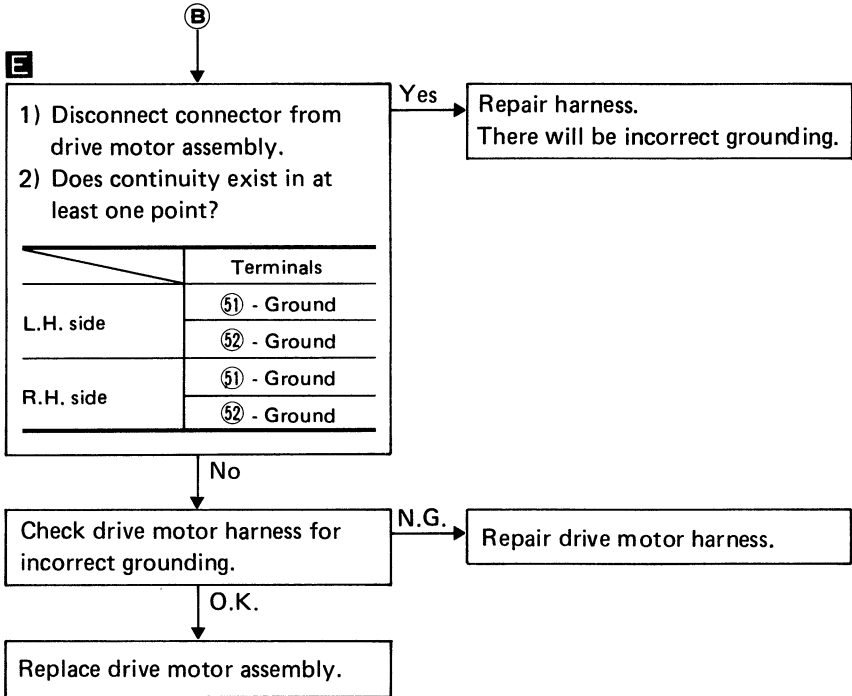 B
E
1) Disconnect connector from
drive motor assembly.
2) Does continuity exist in at
least one point?
Terminals
L.H. side
51 - Ground
52 - Ground
R.H. side
51 - Ground
52 - Ground
Yes
Repair harness.
There will be incorrect grounding.
No
Check drive motor harness for
incorrect grounding.
N.G.
Repair drive motor harness.
O.K.
Replace drive motor assembly.